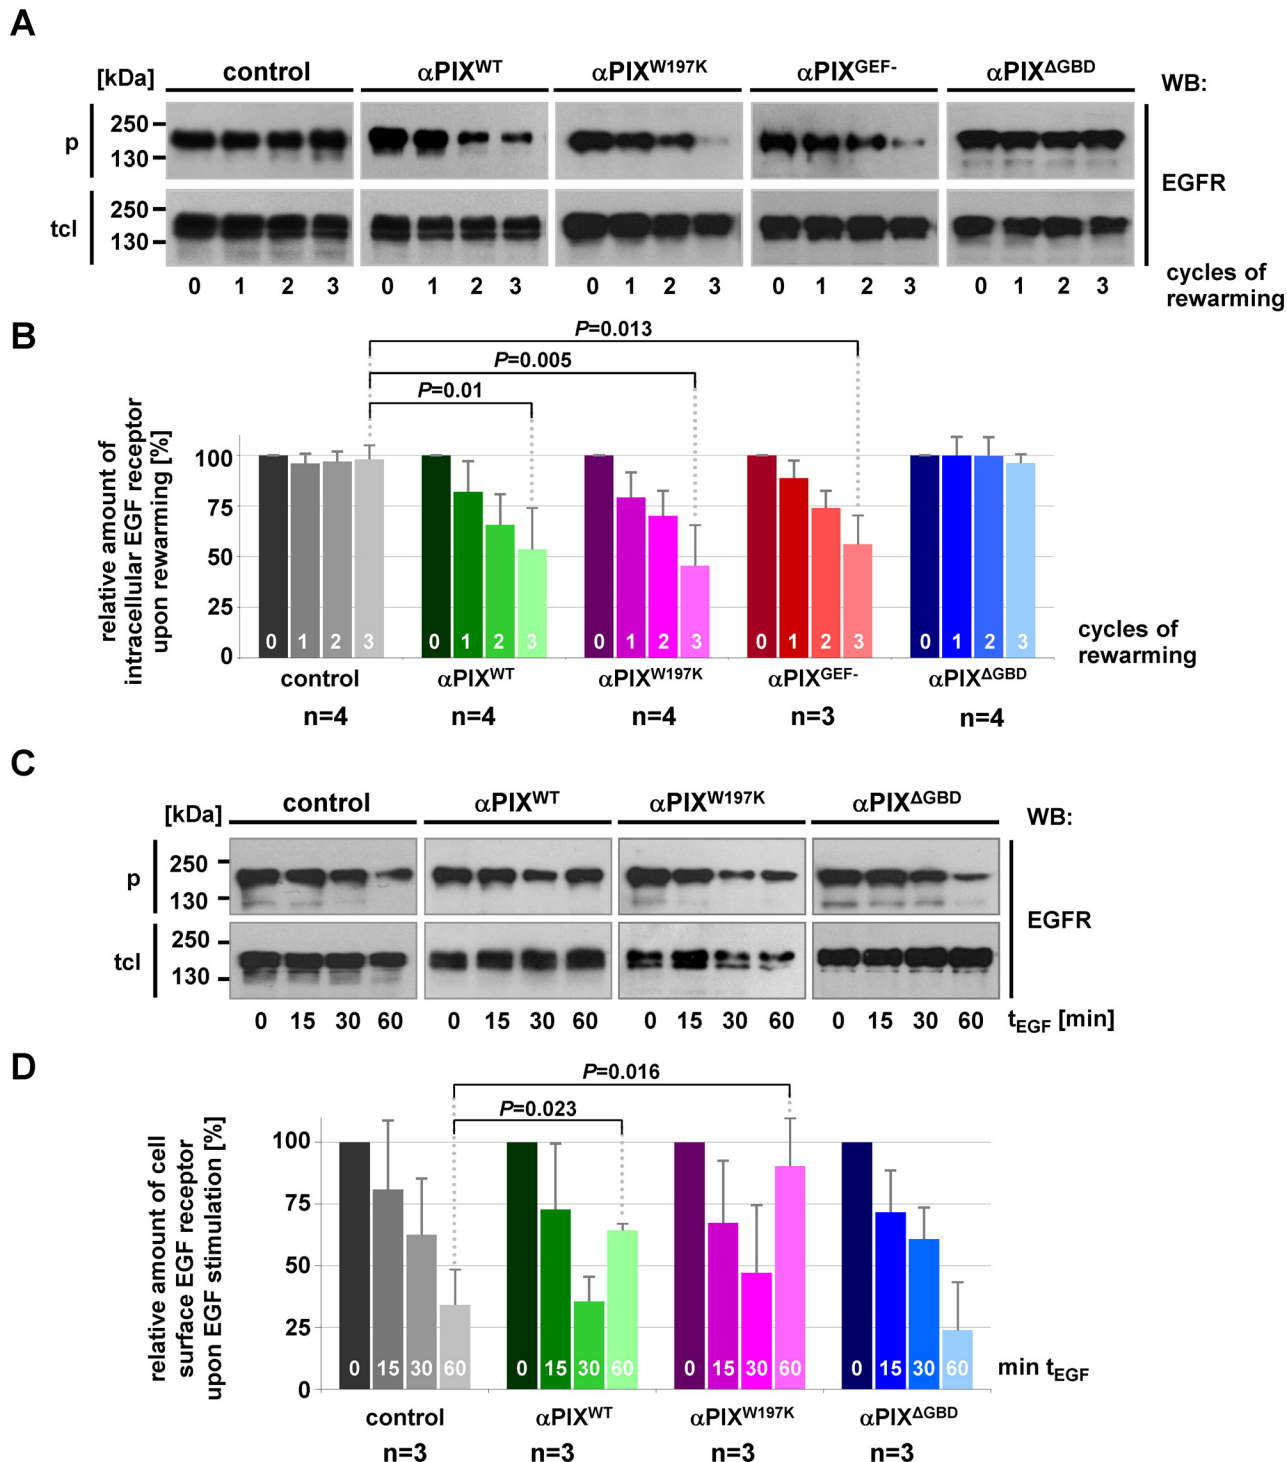 A
[kDa] control αPIXWT αPIXW197K αPIXGEF- αPIXΔGBD WB:
p 250
130
EGFR
tcl 250
130
0 1 2 3 0 1 2 3 0 1 2 3 0 1 2 3 0 1 2 3
cycles of
rewarming
B
P=0.013
P=0.005
P=0.01
relative amount of
intracellular EGF receptor
upon rewarming [%]
100
75
50
25
0
0 1 2 3 0 1 2 3 0 1 2 3 0 1 2 3 0 1 2 3
cycles of
rewarming
control αPIXWT αPIXW197K αPIXGEF- αPIXΔGBD
n=4 n=4 n=4 n=3 n=4
C
[kDa] control αPIXWT αPIXW197K αPIXΔGBD WB:
p 250
130
EGFR
tcl 250
130
0 15 30 60 0 15 30 60 0 15 30 60 0 15 30 60 tEGF [min]
D
P=0.016
P=0.023
relative amount of cell
surface EGF receptor
upon EGF stimulation [%]
100
75
50
25
0
0 15 30 60 0 15 30 60 0 15 30 60 0 15 30 60 min tEGF
control αPIXWT αPIXW197K αPIXΔGBD
n=3 n=3 n=3 n=3